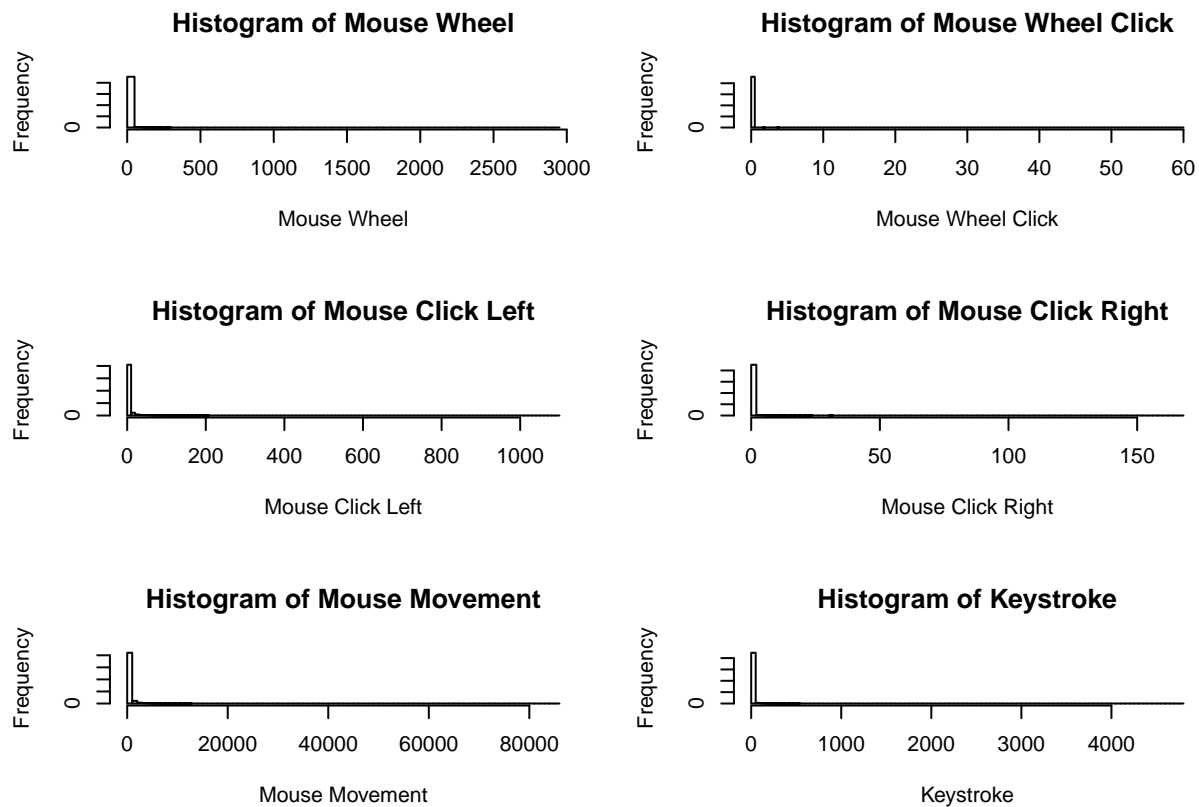 Histogram of Mouse Wheel
Frequency
0
0 500 1000 1500 2000 2500 3000
Mouse Wheel
Histogram of Mouse Wheel Click
Frequency
0
0 10 20 30 40 50 60
Mouse Wheel Click
Histogram of Mouse Click Left
Frequency
0
0 200 400 600 800 1000
Mouse Click Left
Histogram of Mouse Click Right
Frequency
0
0 50 100 150
Mouse Click Right
Histogram of Mouse Movement
Frequency
0
0 20000 40000 60000 80000
Mouse Movement
Histogram of Keystroke
Frequency
0
0 1000 2000 3000 4000
Keystroke